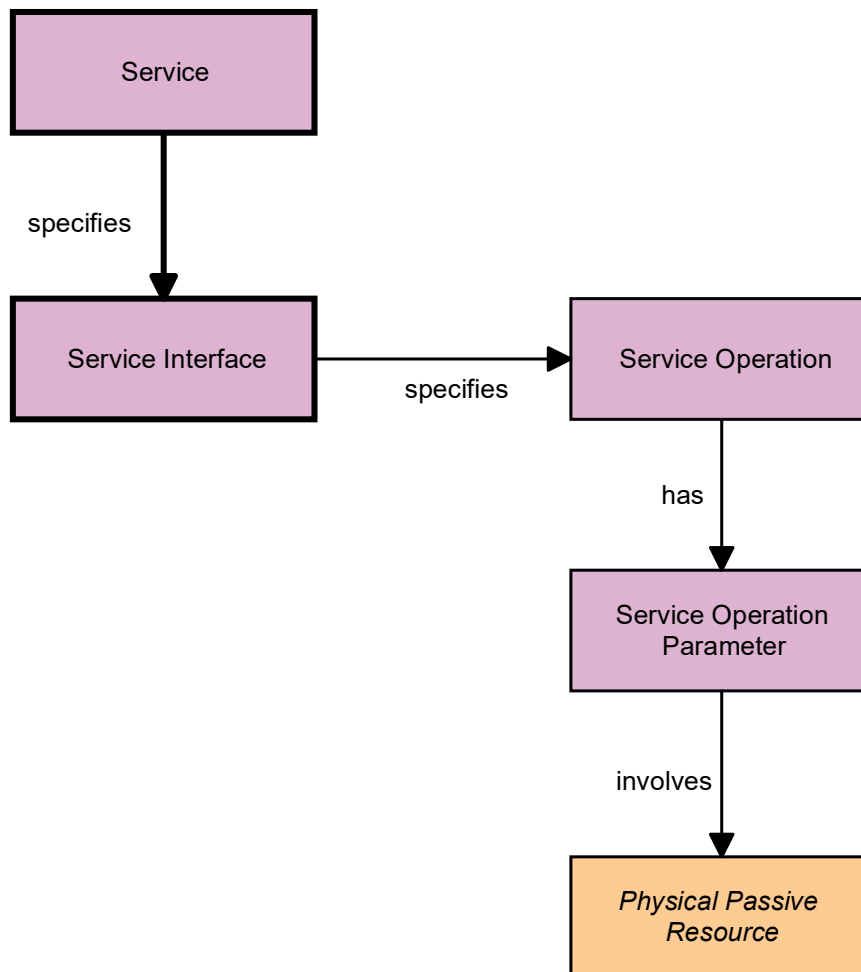 Service
specifies
Service Interface
Service Operation
specifies
has
Service Operation
Parameter
involves
Physical Passive
Resource